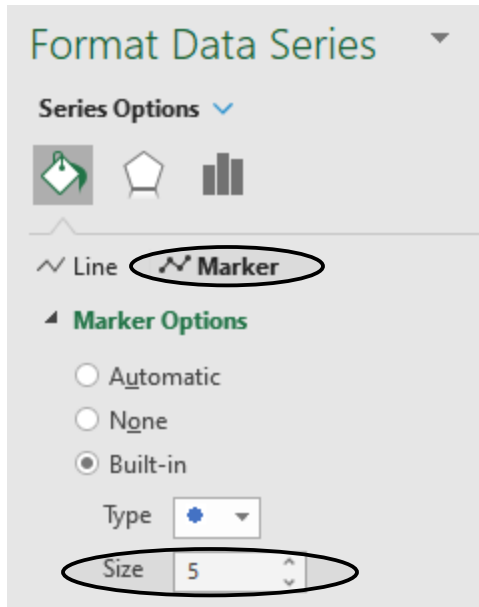 Format Data Series
Series Options
Line Marker
Marker Options
Automatic
None
Built-in
Type
Size 5